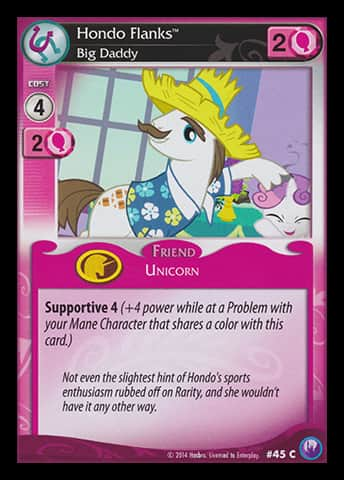 Hondo Flanks™
Big Daddy
2
COST
4
2
FRIEND
UNICORN
Supportive 4 (+4 power while at a Problem with
your Mane Character that shares a color with this
card.)
Not even the slightest hint of Hondo's sports
enthusiasm rubbed off on Rarity, and she wouldn't
have it any other way.
© 2014 Hasbro. Licensed to Enterplay.
#45 C